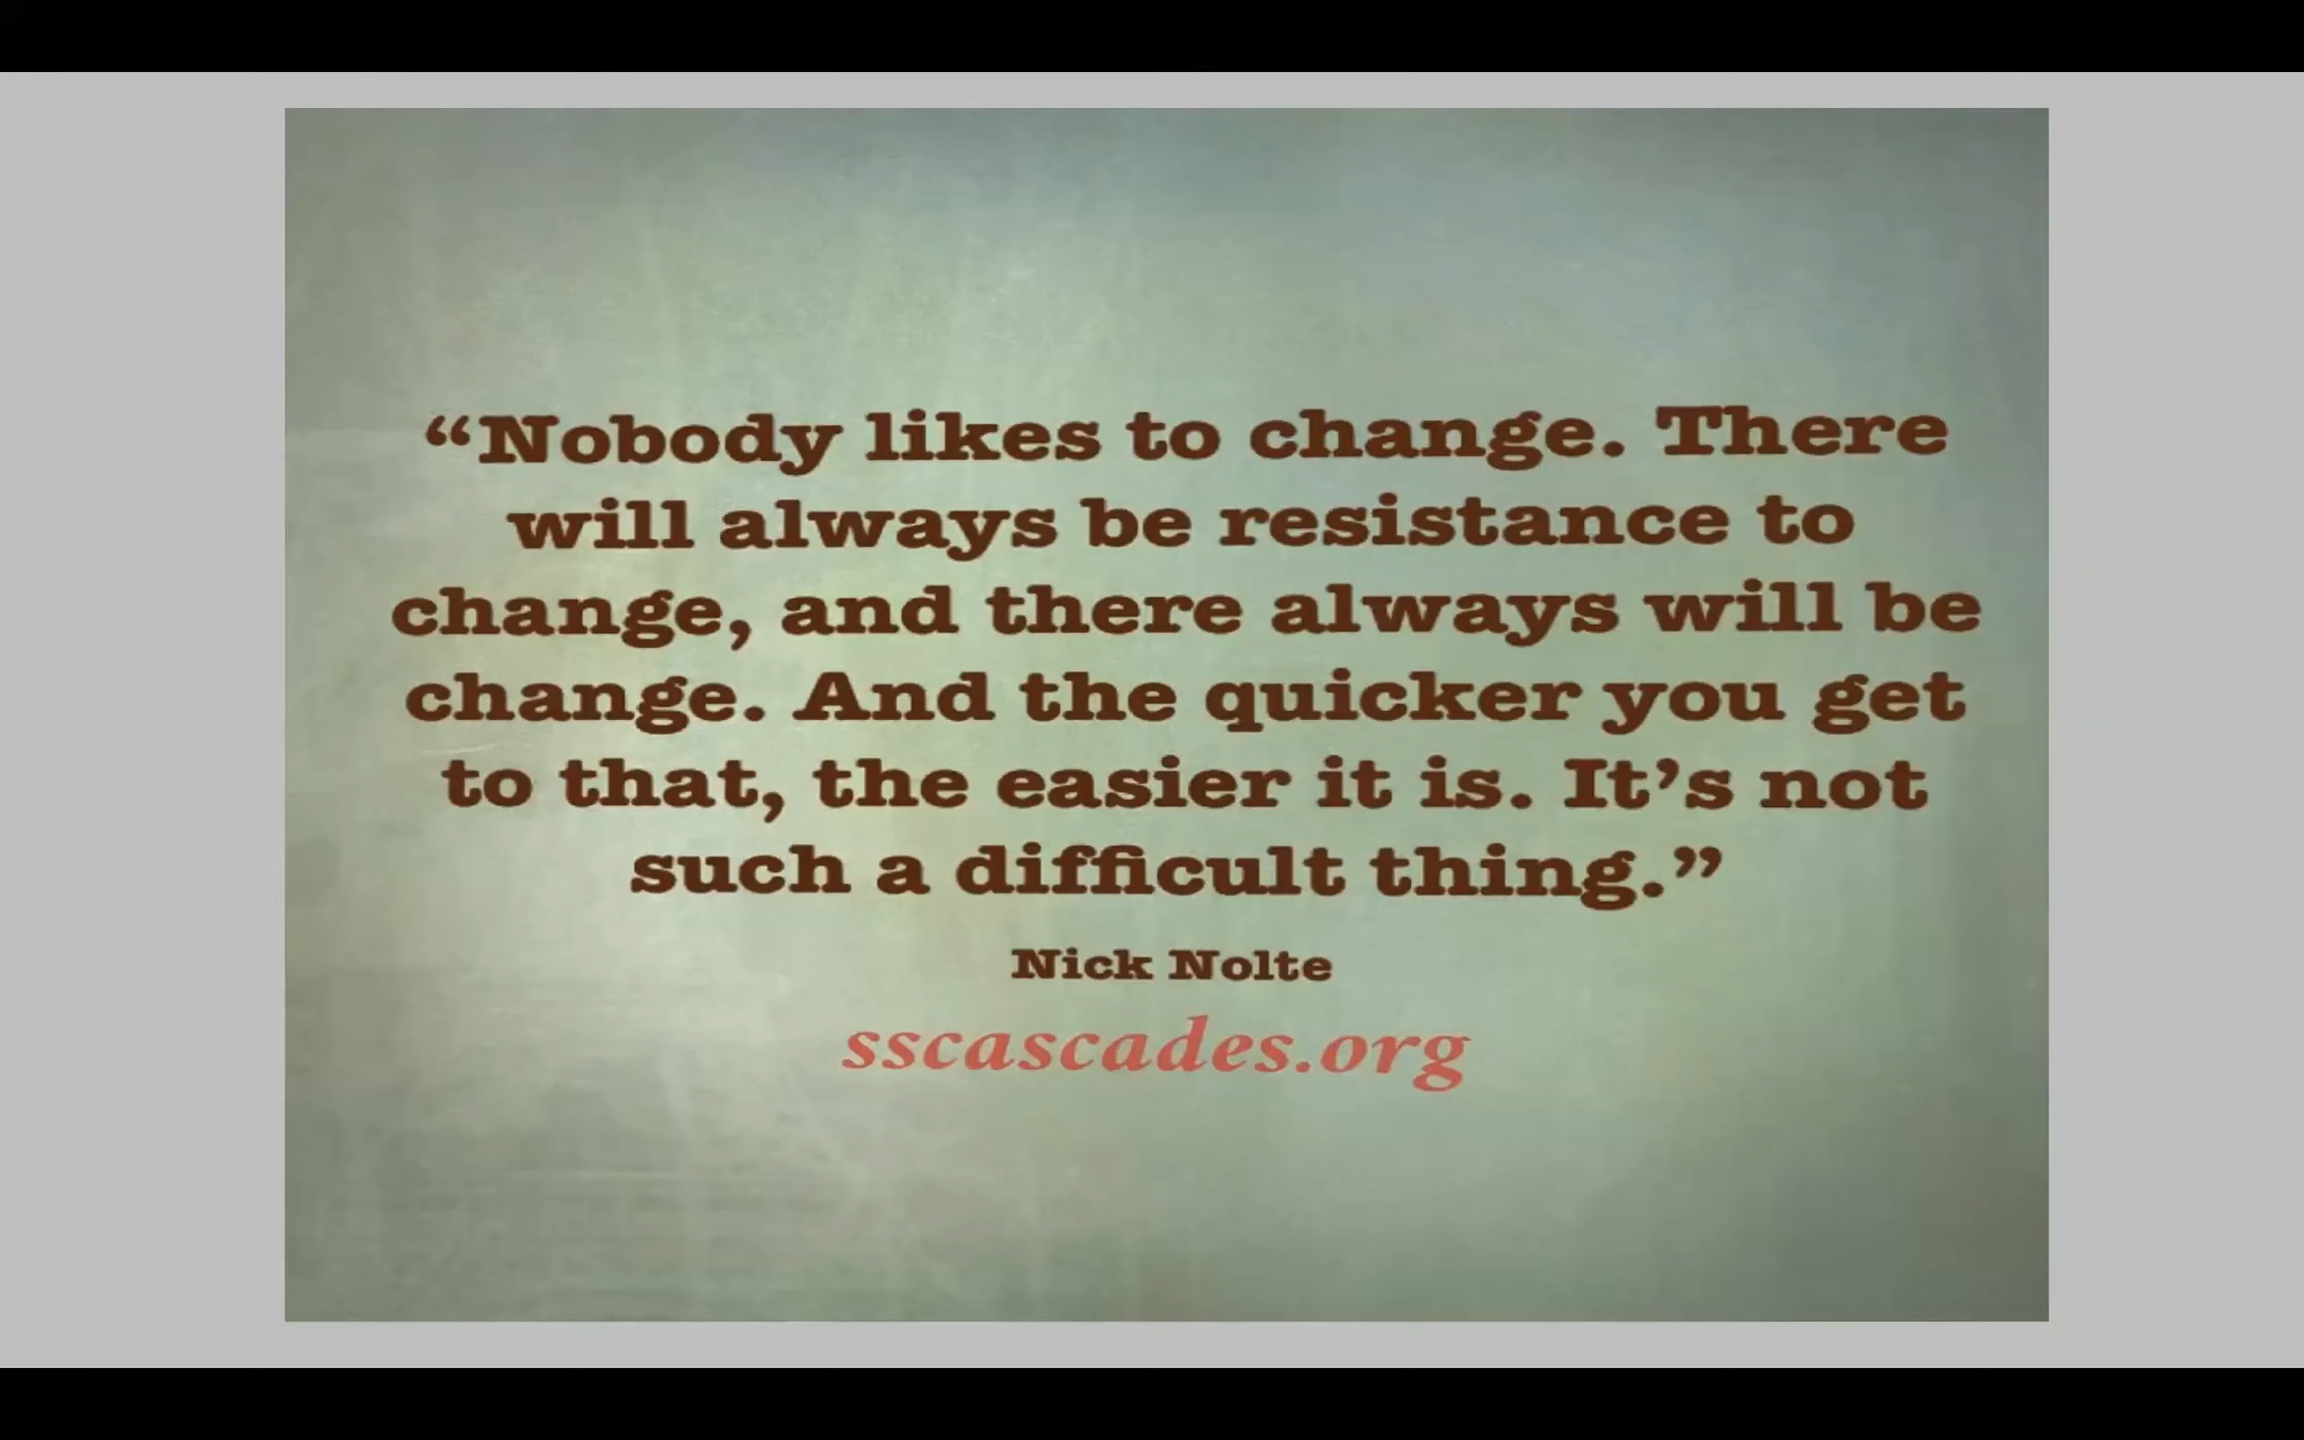 “Nobody likes to change. There
will always be resistance to
change, and there always will be
change. And the quicker you get
to that, the easier it is. It’s not
such a difficult thing.”
Nick Nolte
sscascades.org